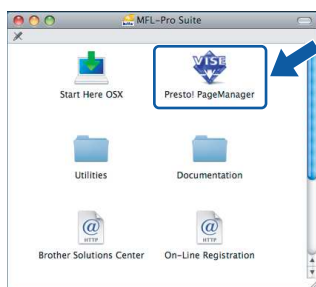 MFL-Pro Suite
VISE
Start Here OSX
Presto! PageManager
Utilities
Documentation
@
HTTP
@
HTTP
Brother Solutions Center
On-Line Registration